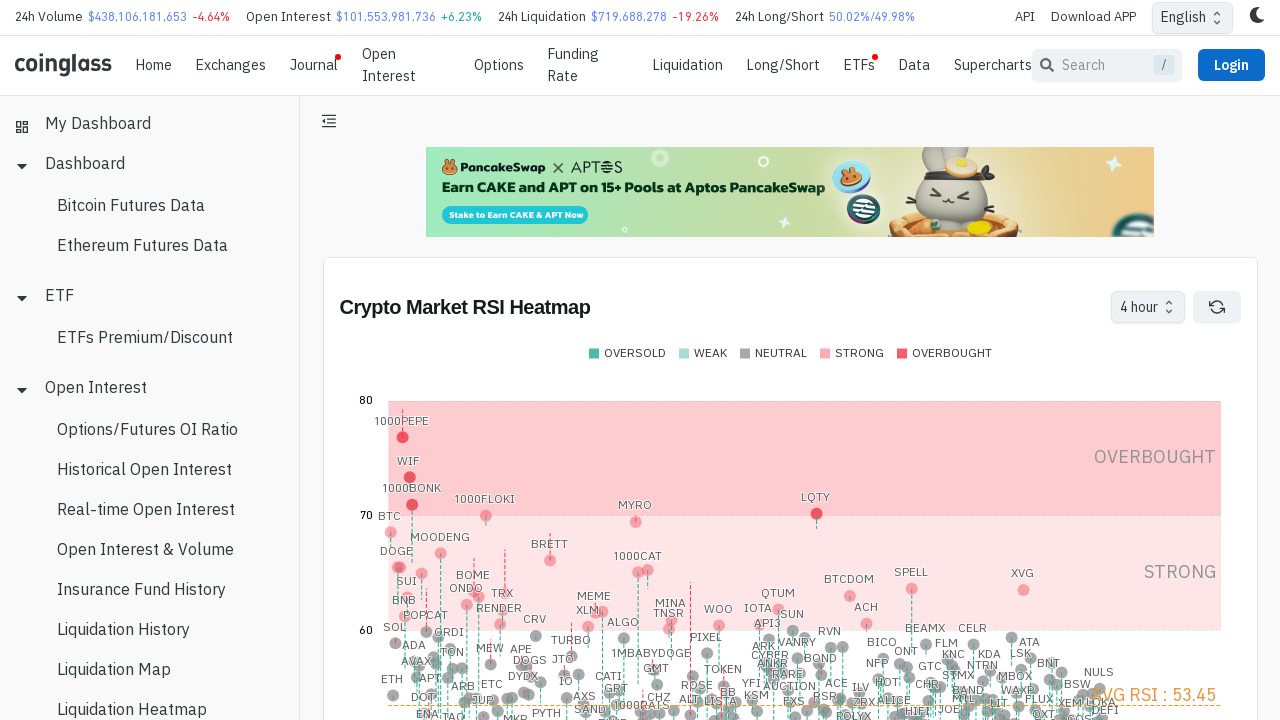 24h Volume $438,106,181,653 -4.64% Open Interest $101,553,981,736 +6.23% 24h Liquidation $719,688,278 -19.26% 24h Long/Short 50.02%/49.98% API Download APP English
coinglass Home Exchanges Journal Open Interest Options Funding Rate Liquidation Long/Short ETFs Data Supercharts Search / Login
My Dashboard
Dashboard
Bitcoin Futures Data
Ethereum Futures Data
ETF
ETFs Premium/Discount
Open Interest
Options/Futures OI Ratio
Historical Open Interest
Real-time Open Interest
Open Interest & Volume
Insurance Fund History
Liquidation History
Liquidation Map
Liquidation Heatmap
PancakeSwap X APTOS
Earn CAKE and APT on 15+ Pools at Aptos PancakeSwap
Stake to Earn CAKE & APT Now
Crypto Market RSI Heatmap
4 hour
OVERSOLD WEAK NEUTRAL STRONG OVERBOUGHT
80
1000PEPE
OVERBOUGHT
WIF
1000BONK
1000FLOKI MYRO LQTY
70 BTC
MOODENG
BRETT
DOGE
1000CAT
STRONG
SUI BOME BTCDOM SPELL XVG
ONDO TRX MEME QTUM
BNB RENDER XLM MINA WOO IOTA ACH
POPCAT TNSR SUN
CRV ALGO API3
60 SOL ORDI BEAMX CELR
TURBO PIXEL RVN
ADA MEW APE VANRY BICO FLM ATA
TON 1MBABYDOGE ARK ONT KNC KDA LSK
AVAX DOGS JTO CYBER BOND
GMT ANKR NFP GTC NTRN BNT
ETH APT DYDX IO CATI TOKEN RARE STMX MBOX NULS
ARB ETC GRT ROSE YFI AUCTION ACE ILV HOT CHR BAND WAXP BSW
DOT AXS CHZ ALT BB KSM RSR FLUX AVG RSI : 53.45
SUPER 1000RATS LISTA FXS ZRX ALICE MTL LIT XEM LOKA
ENA TAO MKR PYTH SAND POLYX HIFI JOE OXT DEFI